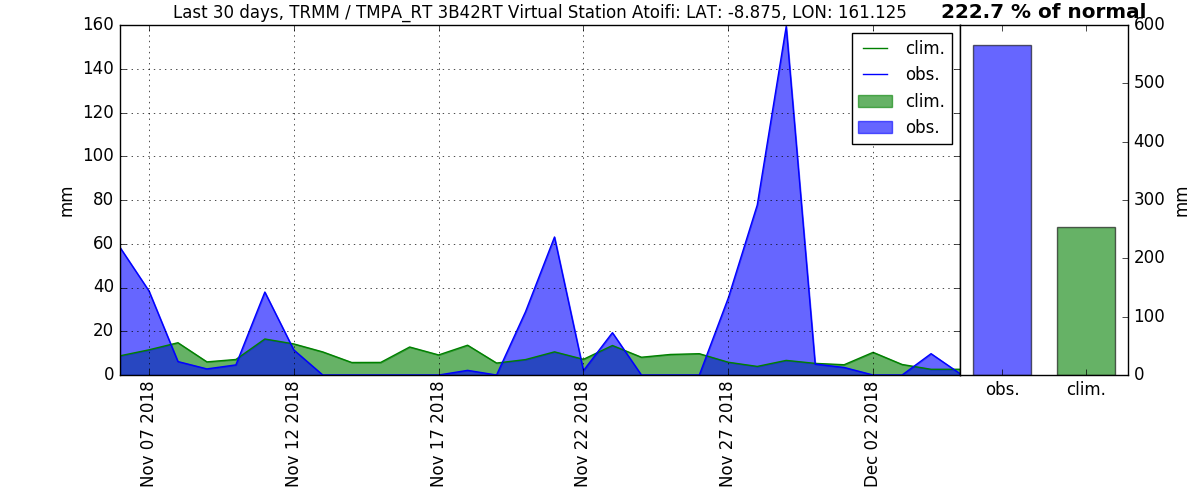 Last 30 days, TRMM / TMPA_RT 3B42RT Virtual Station Atoifi: LAT: -8.875, LON: 161.125
222.7 % of normal
160
140
120
100
80
60
40
20
0
mm
clim.
obs.
clim.
obs.
600
500
400
300
200
100
0
mm
Nov 07 2018
Nov 12 2018
Nov 17 2018
Nov 22 2018
Nov 27 2018
Dec 02 2018
obs.
clim.